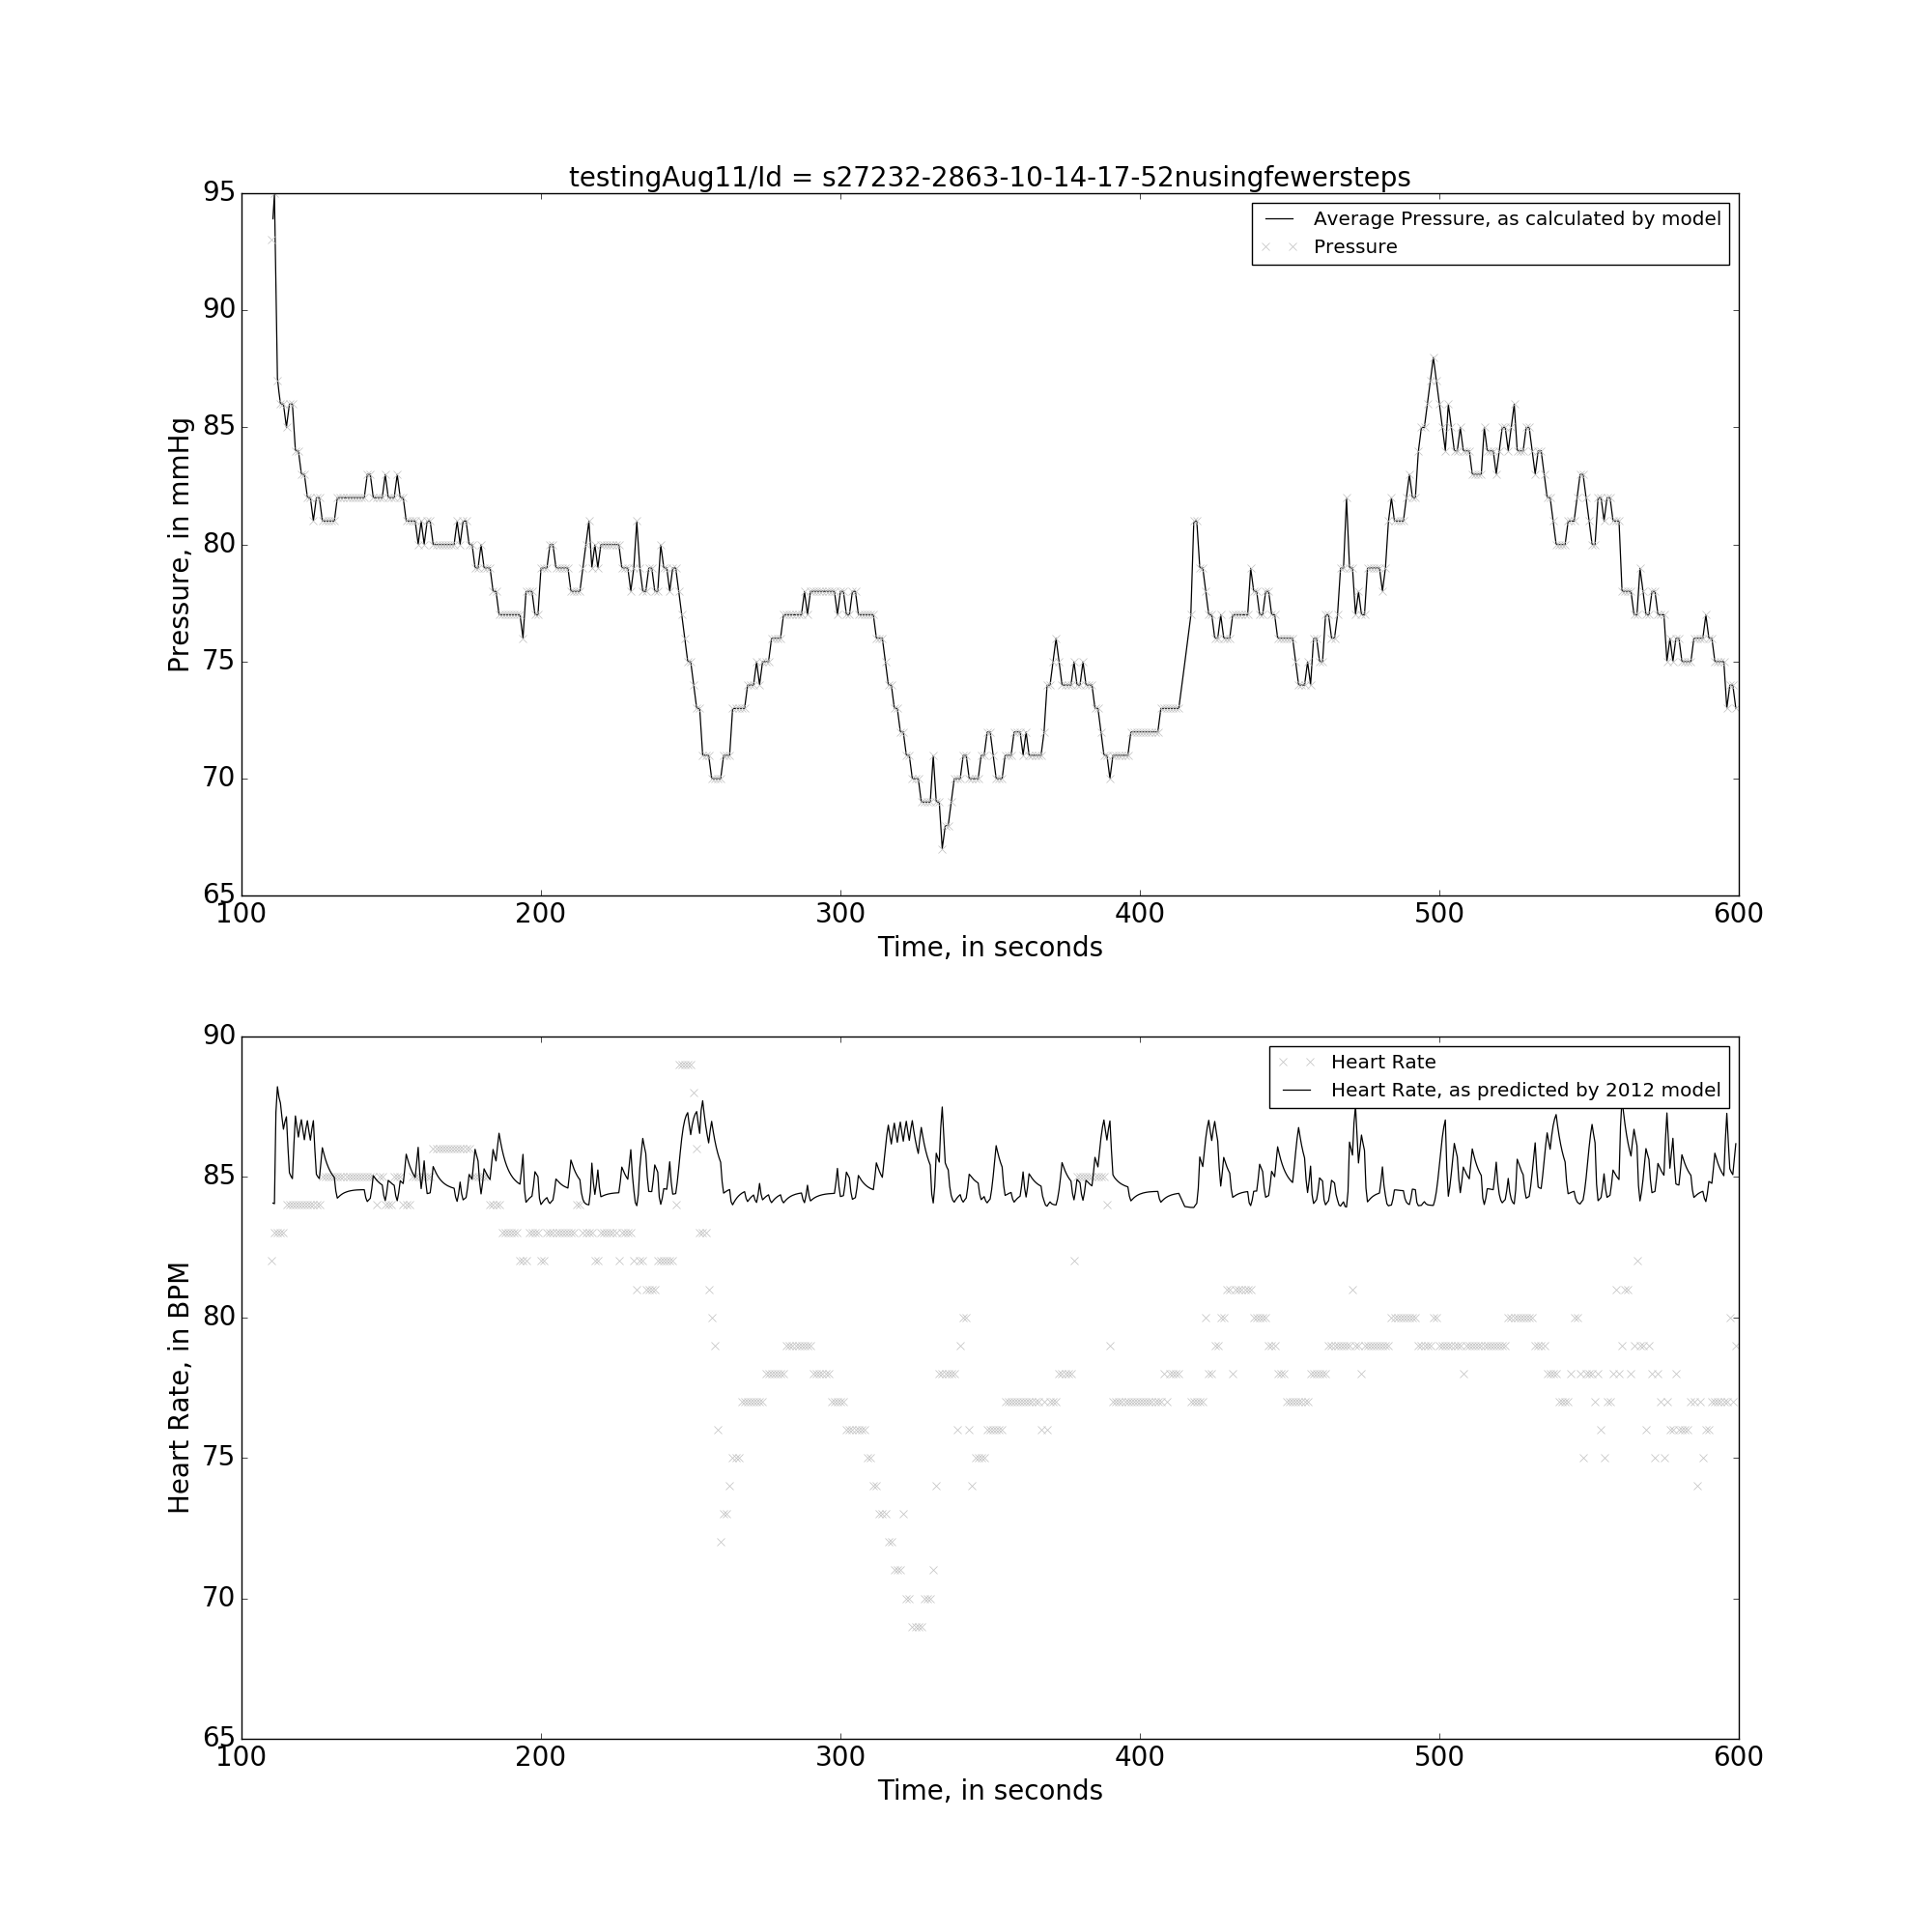 testingAug11/Id = s27232-2863-10-14-17-52nusingfewersteps
Average Pressure, as calculated by model
Pressure
95
90
85
80
75
70
65
Pressure, in mmHg
100 200 300 400 500 600
Time, in seconds
Heart Rate
Heart Rate, as predicted by 2012 model
90
85
80
75
70
65
Heart Rate, in BPM
100 200 300 400 500 600
Time, in seconds